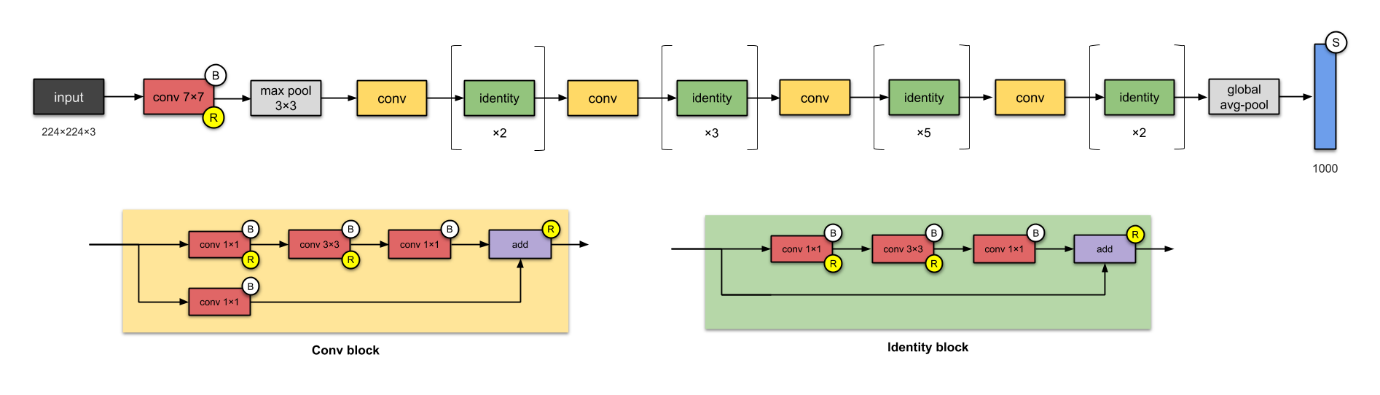 input
224×224×3
conv 7×7
B
R
max pool
3×3
conv
identity
×2
conv
identity
×3
conv
identity
×5
conv
identity
×2
global
avg-pool
S
1000
conv 1×1
B
R
conv 3×3
B
R
conv 1×1
B
add
R
conv 1×1
B
Conv block
conv 1×1
B
R
conv 3×3
B
R
conv 1×1
B
add
R
Identity block